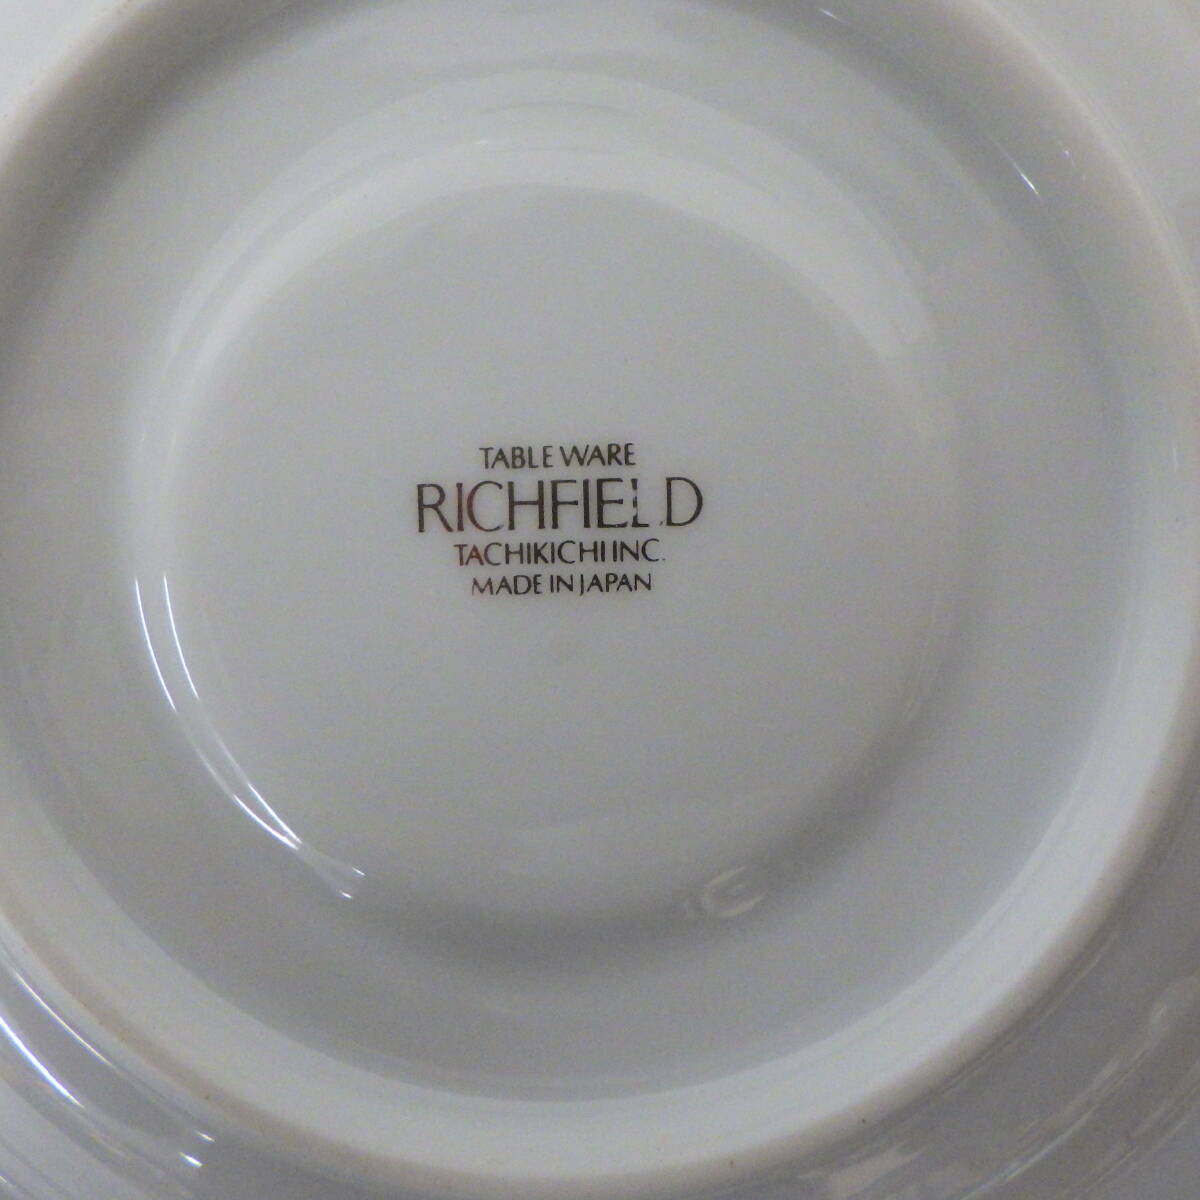 TABLE WARE
RICHFIELD
TACHIKICHI INC.
MADE IN JAPAN